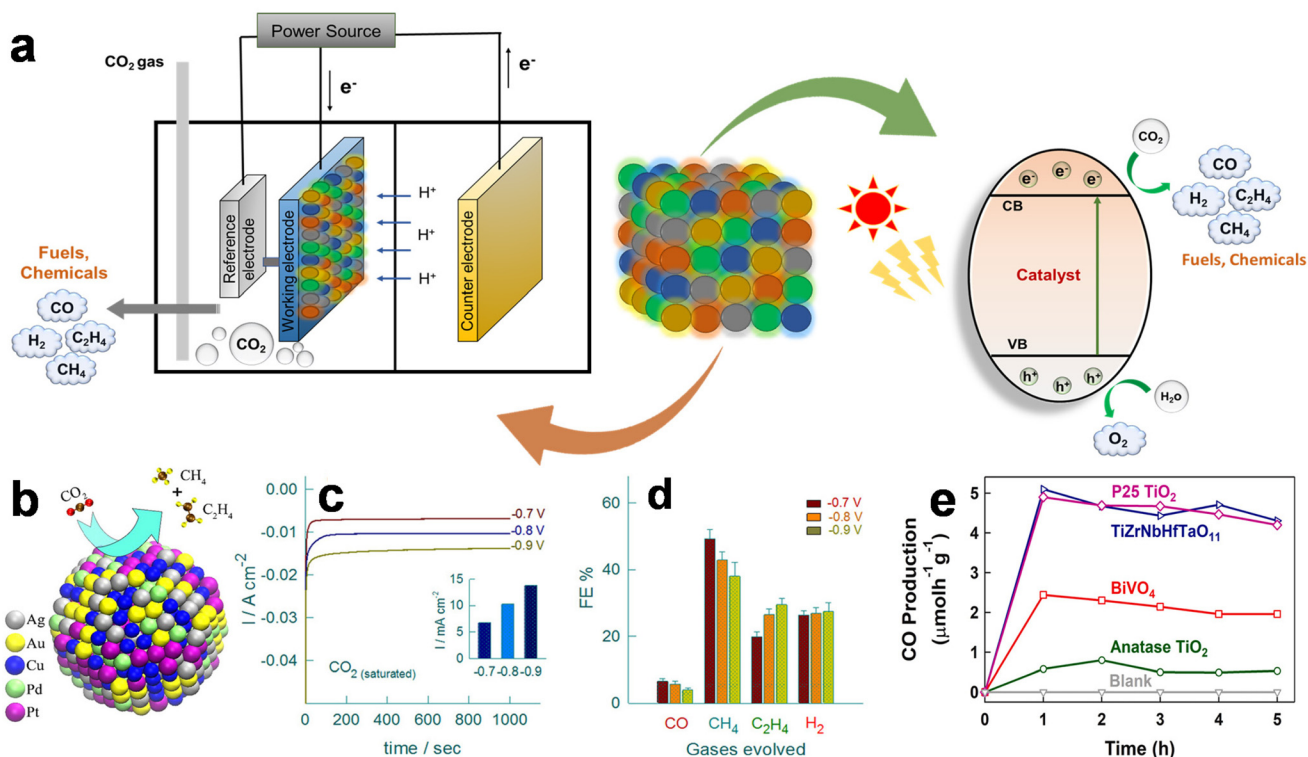 a
Power Source
CO₂ gas
e⁻
e⁻
Reference
electrode
Working electrode
Counter electrode
H⁺
H⁺
H⁺
CO₂
Fuels,
Chemicals
CO
H₂
C₂H₄
CH₄
e⁻
e⁻
e⁻
CB
Catalyst
VB
h⁺
h⁺
h⁺
CO₂
CO
H₂
C₂H₄
CH₄
Fuels, Chemicals
H₂o
O₂
b
CO₂
CH₄
+
C₂H₄
Ag
Au
Cu
Pd
Pt
c
0.00
-0.01
-0.02
-0.03
-0.04
I / A cm⁻²
-0.7 V
-0.8 V
-0.9 V
15
10
5
0
I / mA cm⁻²
-0.7 -0.8 -0.9
CO₂ (saturated)
0 200 400 600 800 1000
time / sec
d
-0.7 V
-0.8 V
-0.9 V
60
40
20
0
FE %
CO CH₄ C₂H₄ H₂
Gases evolved
e
5
4
3
2
1
0
CO Production
(μmolh⁻¹ g⁻¹)
P25 TiO₂
TiZrNbHfTaO₁₁
BiVO₄
Anatase TiO₂
Blank
0 1 2 3 4 5
Time (h)